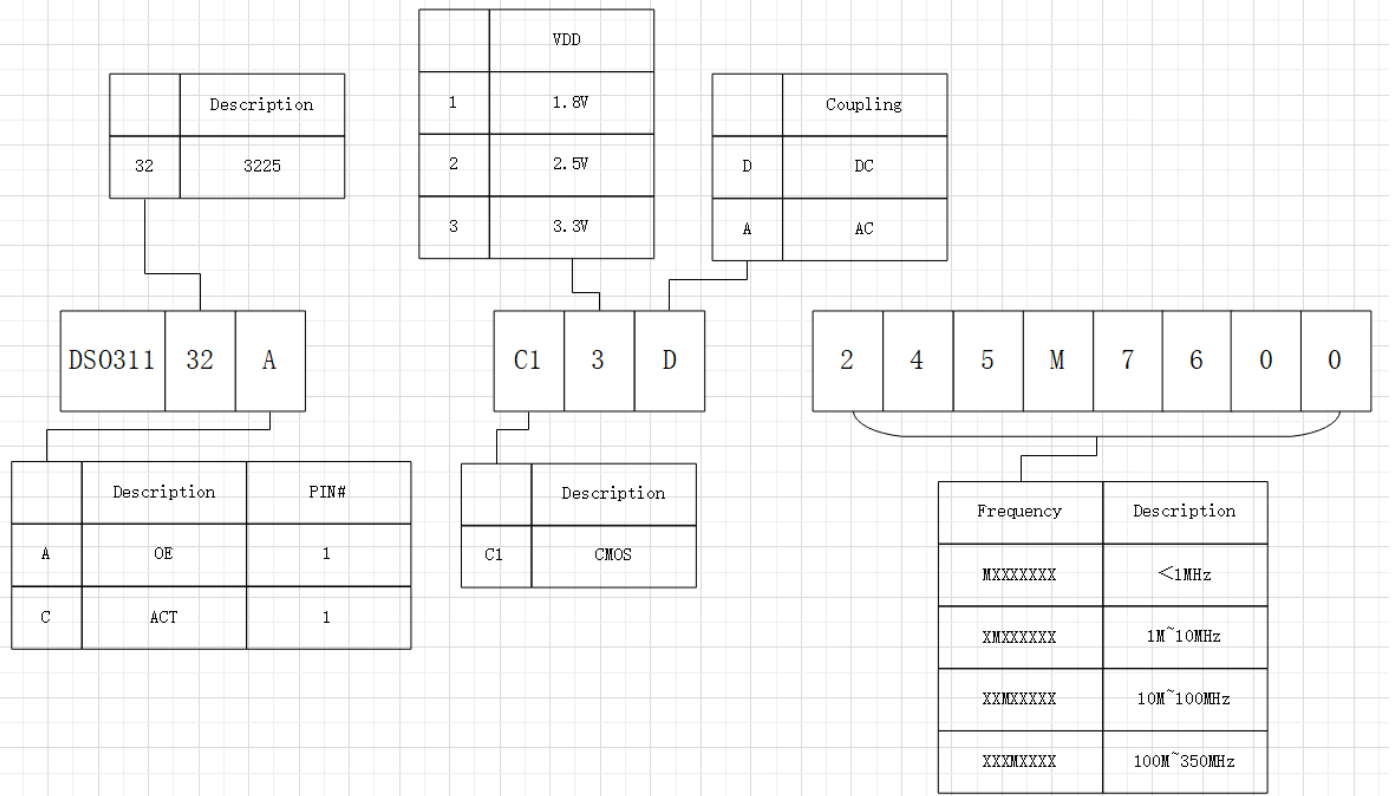 VDD
1 1.8V
2 2.5V
3 3.3V
Description
32 3225
Coupling
D DC
A AC
DSO311 32 A
C1 3 D
2 4 5 M 7 6 0 0
Description PIN#
A OE 1
C ACT 1
Description
C1 CMOS
Frequency Description
MXXXXXXX <1MHz
XMXXXXXX 1M~10MHz
XXMXXXXX 10M~100MHz
XXXMXXXX 100M~350MHz